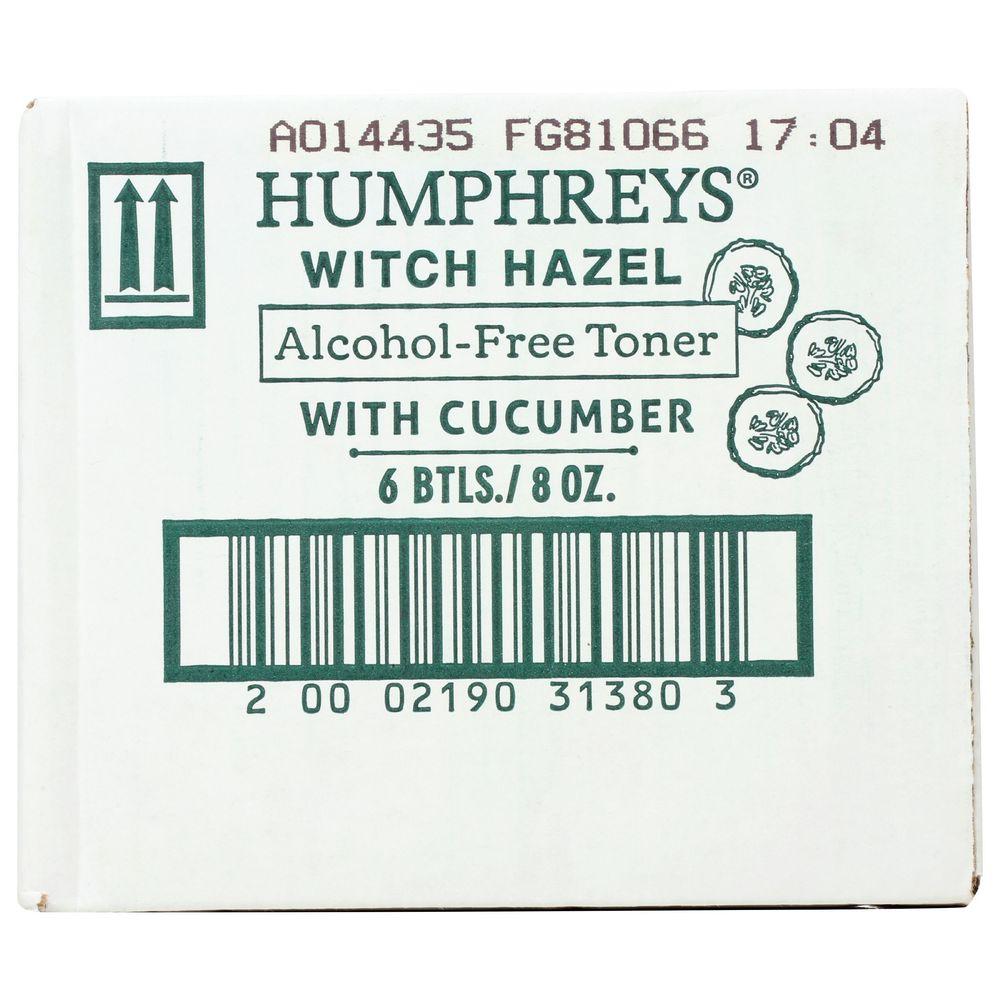 A014435 FG81066 17:04
HUMPHREYS®
WITCH HAZEL
Alcohol-Free Toner
WITH CUCUMBER
6 BTLS./8 OZ.
2 00 02190 31380 3